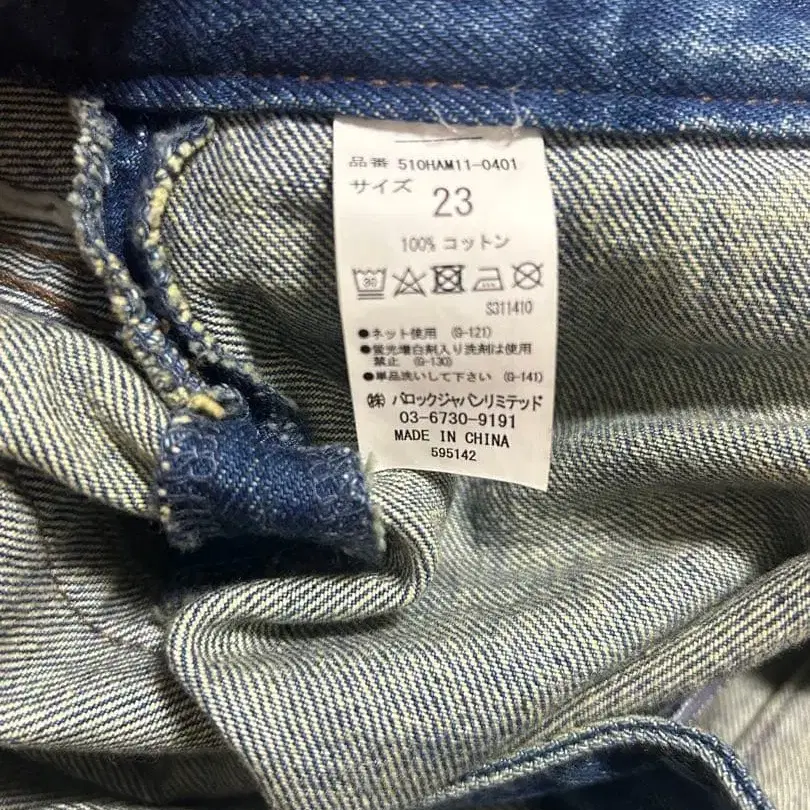 品番 510HAM11-0401
サイズ 23
100% コットン
30
S311410
●ネット使用 (G-121)
●蛍光増白剤入り洗剤は使用
禁止 (G-130)
●単品洗いして下さい (G-141)
㈱ バロックジャパンリミテッド
03-6730-9191
MADE IN CHINA
595142